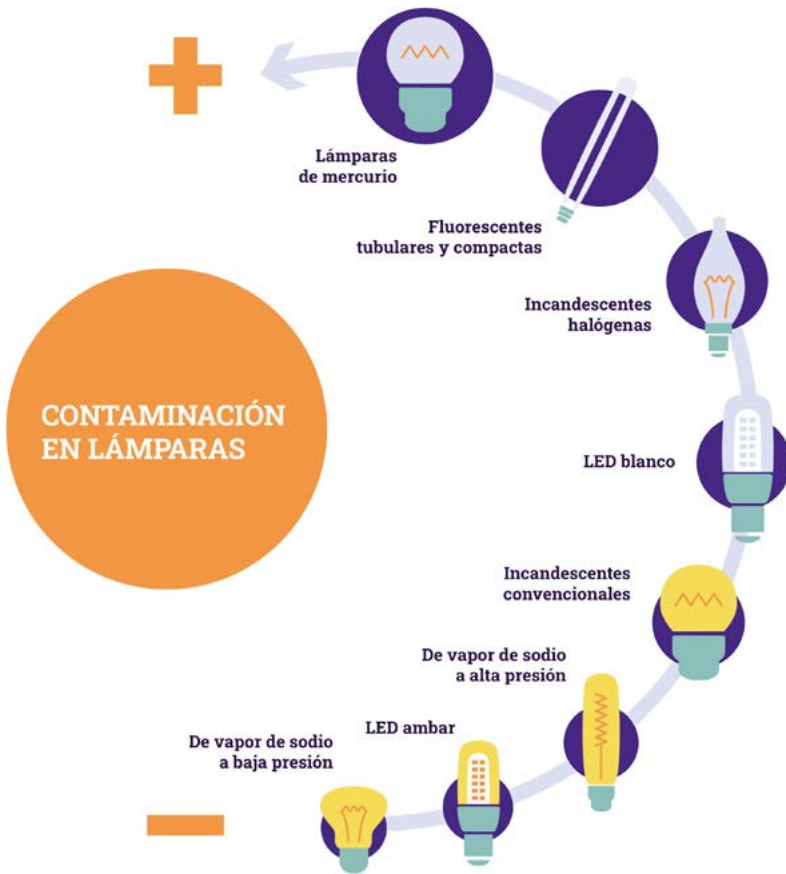 +
Lámparas
de mercurio
Fluorescentes
tubulares y compactas
Incandescentes
halógenas
CONTAMINACIÓN
EN LÁMPARAS
LED blanco
Incandescentes
convencionales
De vapor de sodio
a alta presión
LED ambar
De vapor de sodio
a baja presión
−